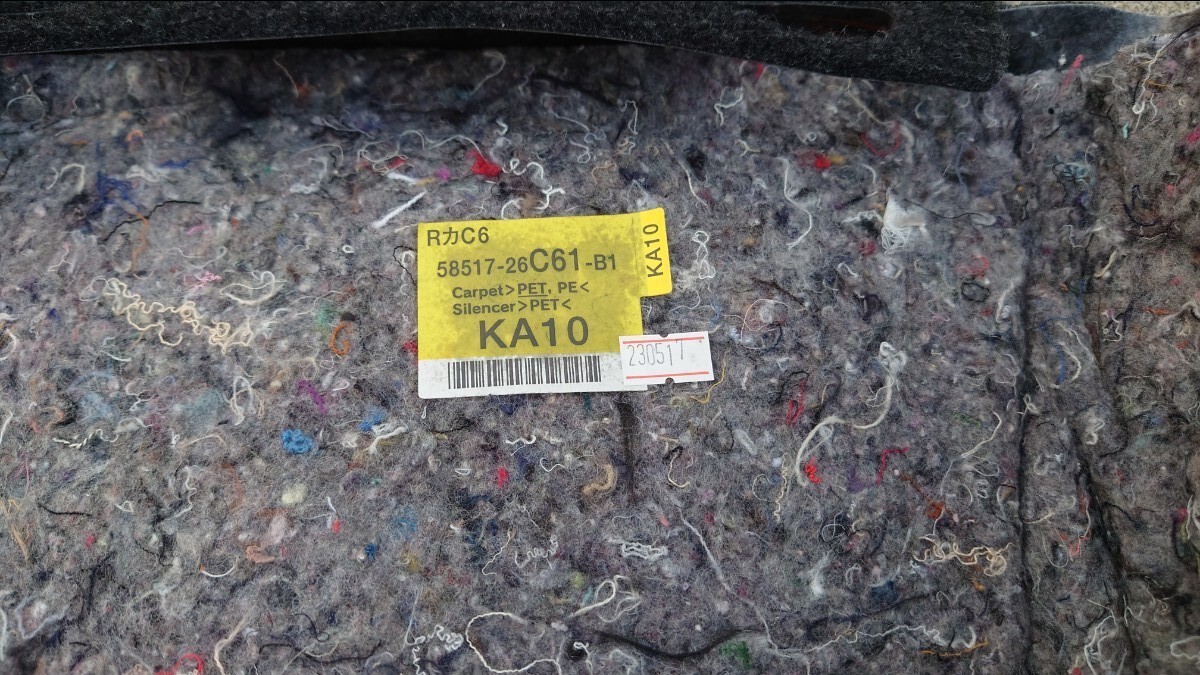 RカC6
58517-26C61-B1
KA10
Carpet>PET, PE<
Silencer>PET<
KA10
230517